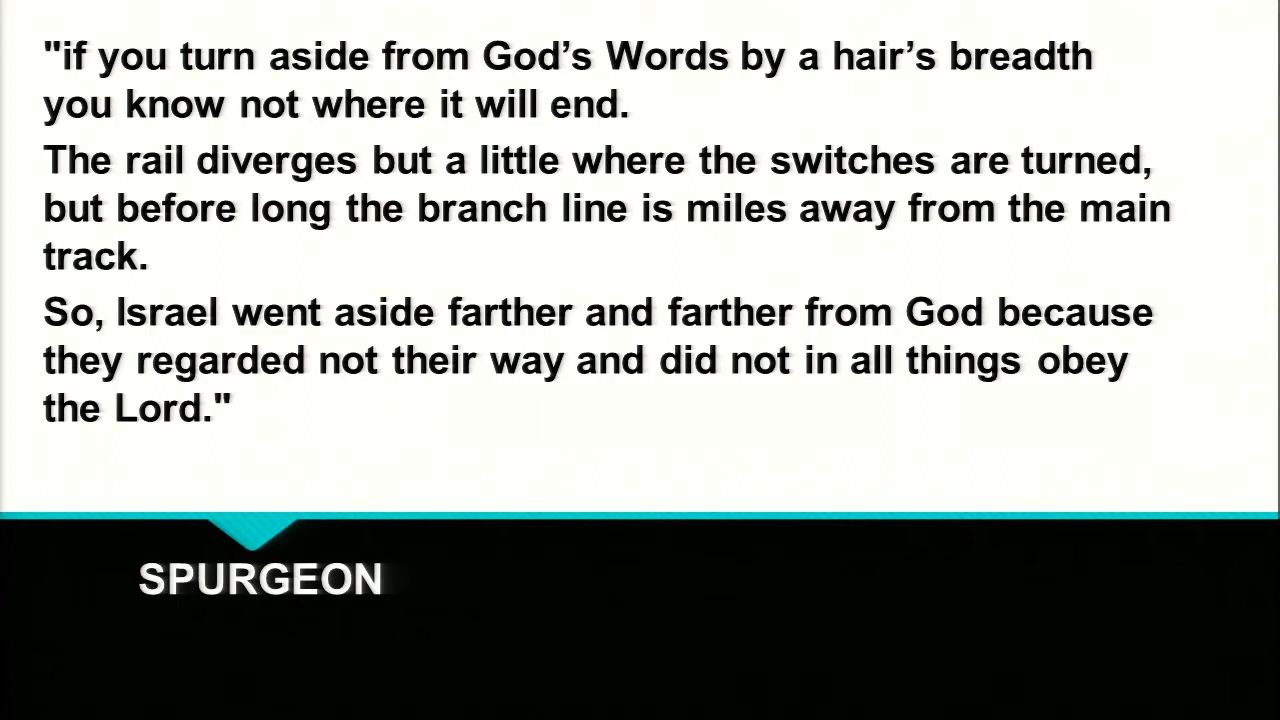 "if you turn aside from God’s Words by a hair’s breadth
you know not where it will end.
The rail diverges but a little where the switches are turned,
but before long the branch line is miles away from the main
track.
So, Israel went aside farther and farther from God because
they regarded not their way and did not in all things obey
the Lord."
SPURGEON